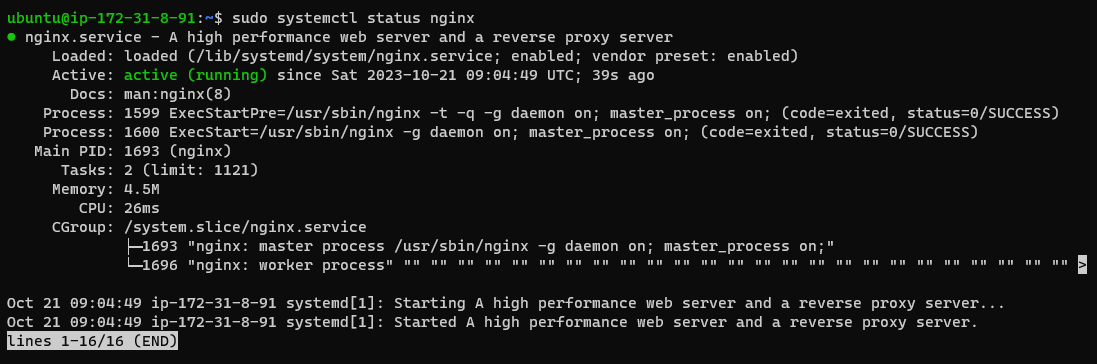 ubuntu@ip-172-31-8-91:~$ sudo systemctl status nginx
● nginx.service - A high performance web server and a reverse proxy server
     Loaded: loaded (/lib/systemd/system/nginx.service; enabled; vendor preset: enabled)
     Active: active (running) since Sat 2023-10-21 09:04:49 UTC; 39s ago
       Docs: man:nginx(8)
    Process: 1599 ExecStartPre=/usr/sbin/nginx -t -q -g daemon on; master_process on; (code=exited, status=0/SUCCESS)
    Process: 1600 ExecStart=/usr/sbin/nginx -g daemon on; master_process on; (code=exited, status=0/SUCCESS)
   Main PID: 1693 (nginx)
      Tasks: 2 (limit: 1121)
     Memory: 4.5M
        CPU: 26ms
     CGroup: /system.slice/nginx.service
             ├─1693 "nginx: master process /usr/sbin/nginx -g daemon on; master_process on;"
             └─1696 "nginx: worker process" "" "" "" "" "" "" "" "" "" "" "" "" "" "" "" "" "" "" "" "" "" "" "" "" "" >

Oct 21 09:04:49 ip-172-31-8-91 systemd[1]: Starting A high performance web server and a reverse proxy server...
Oct 21 09:04:49 ip-172-31-8-91 systemd[1]: Started A high performance web server and a reverse proxy server.
lines 1-16/16 (END)